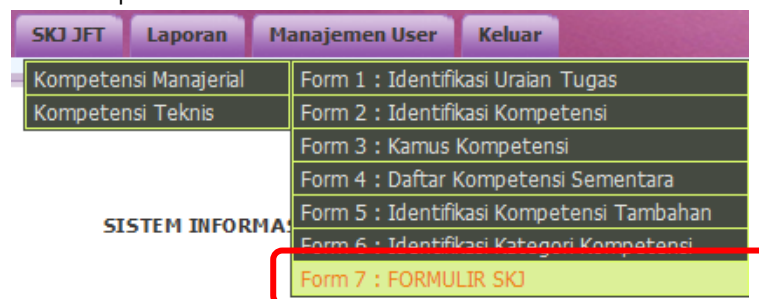 SKJ JFT Laporan Manajemen User Keluar
Kompetensi Manajerial Form 1 : Identifikasi Uraian Tugas
Kompetensi Teknis Form 2 : Identifikasi Kompetensi
Form 3 : Kamus Kompetensi
Form 4 : Daftar Kompetensi Sementara
SISTEM INFORMAS Form 5 : Identifikasi Kompetensi Tambahan
Form 6 : Identifikasi Kategori Kompetensi
Form 7 : FORMULIR SKJ